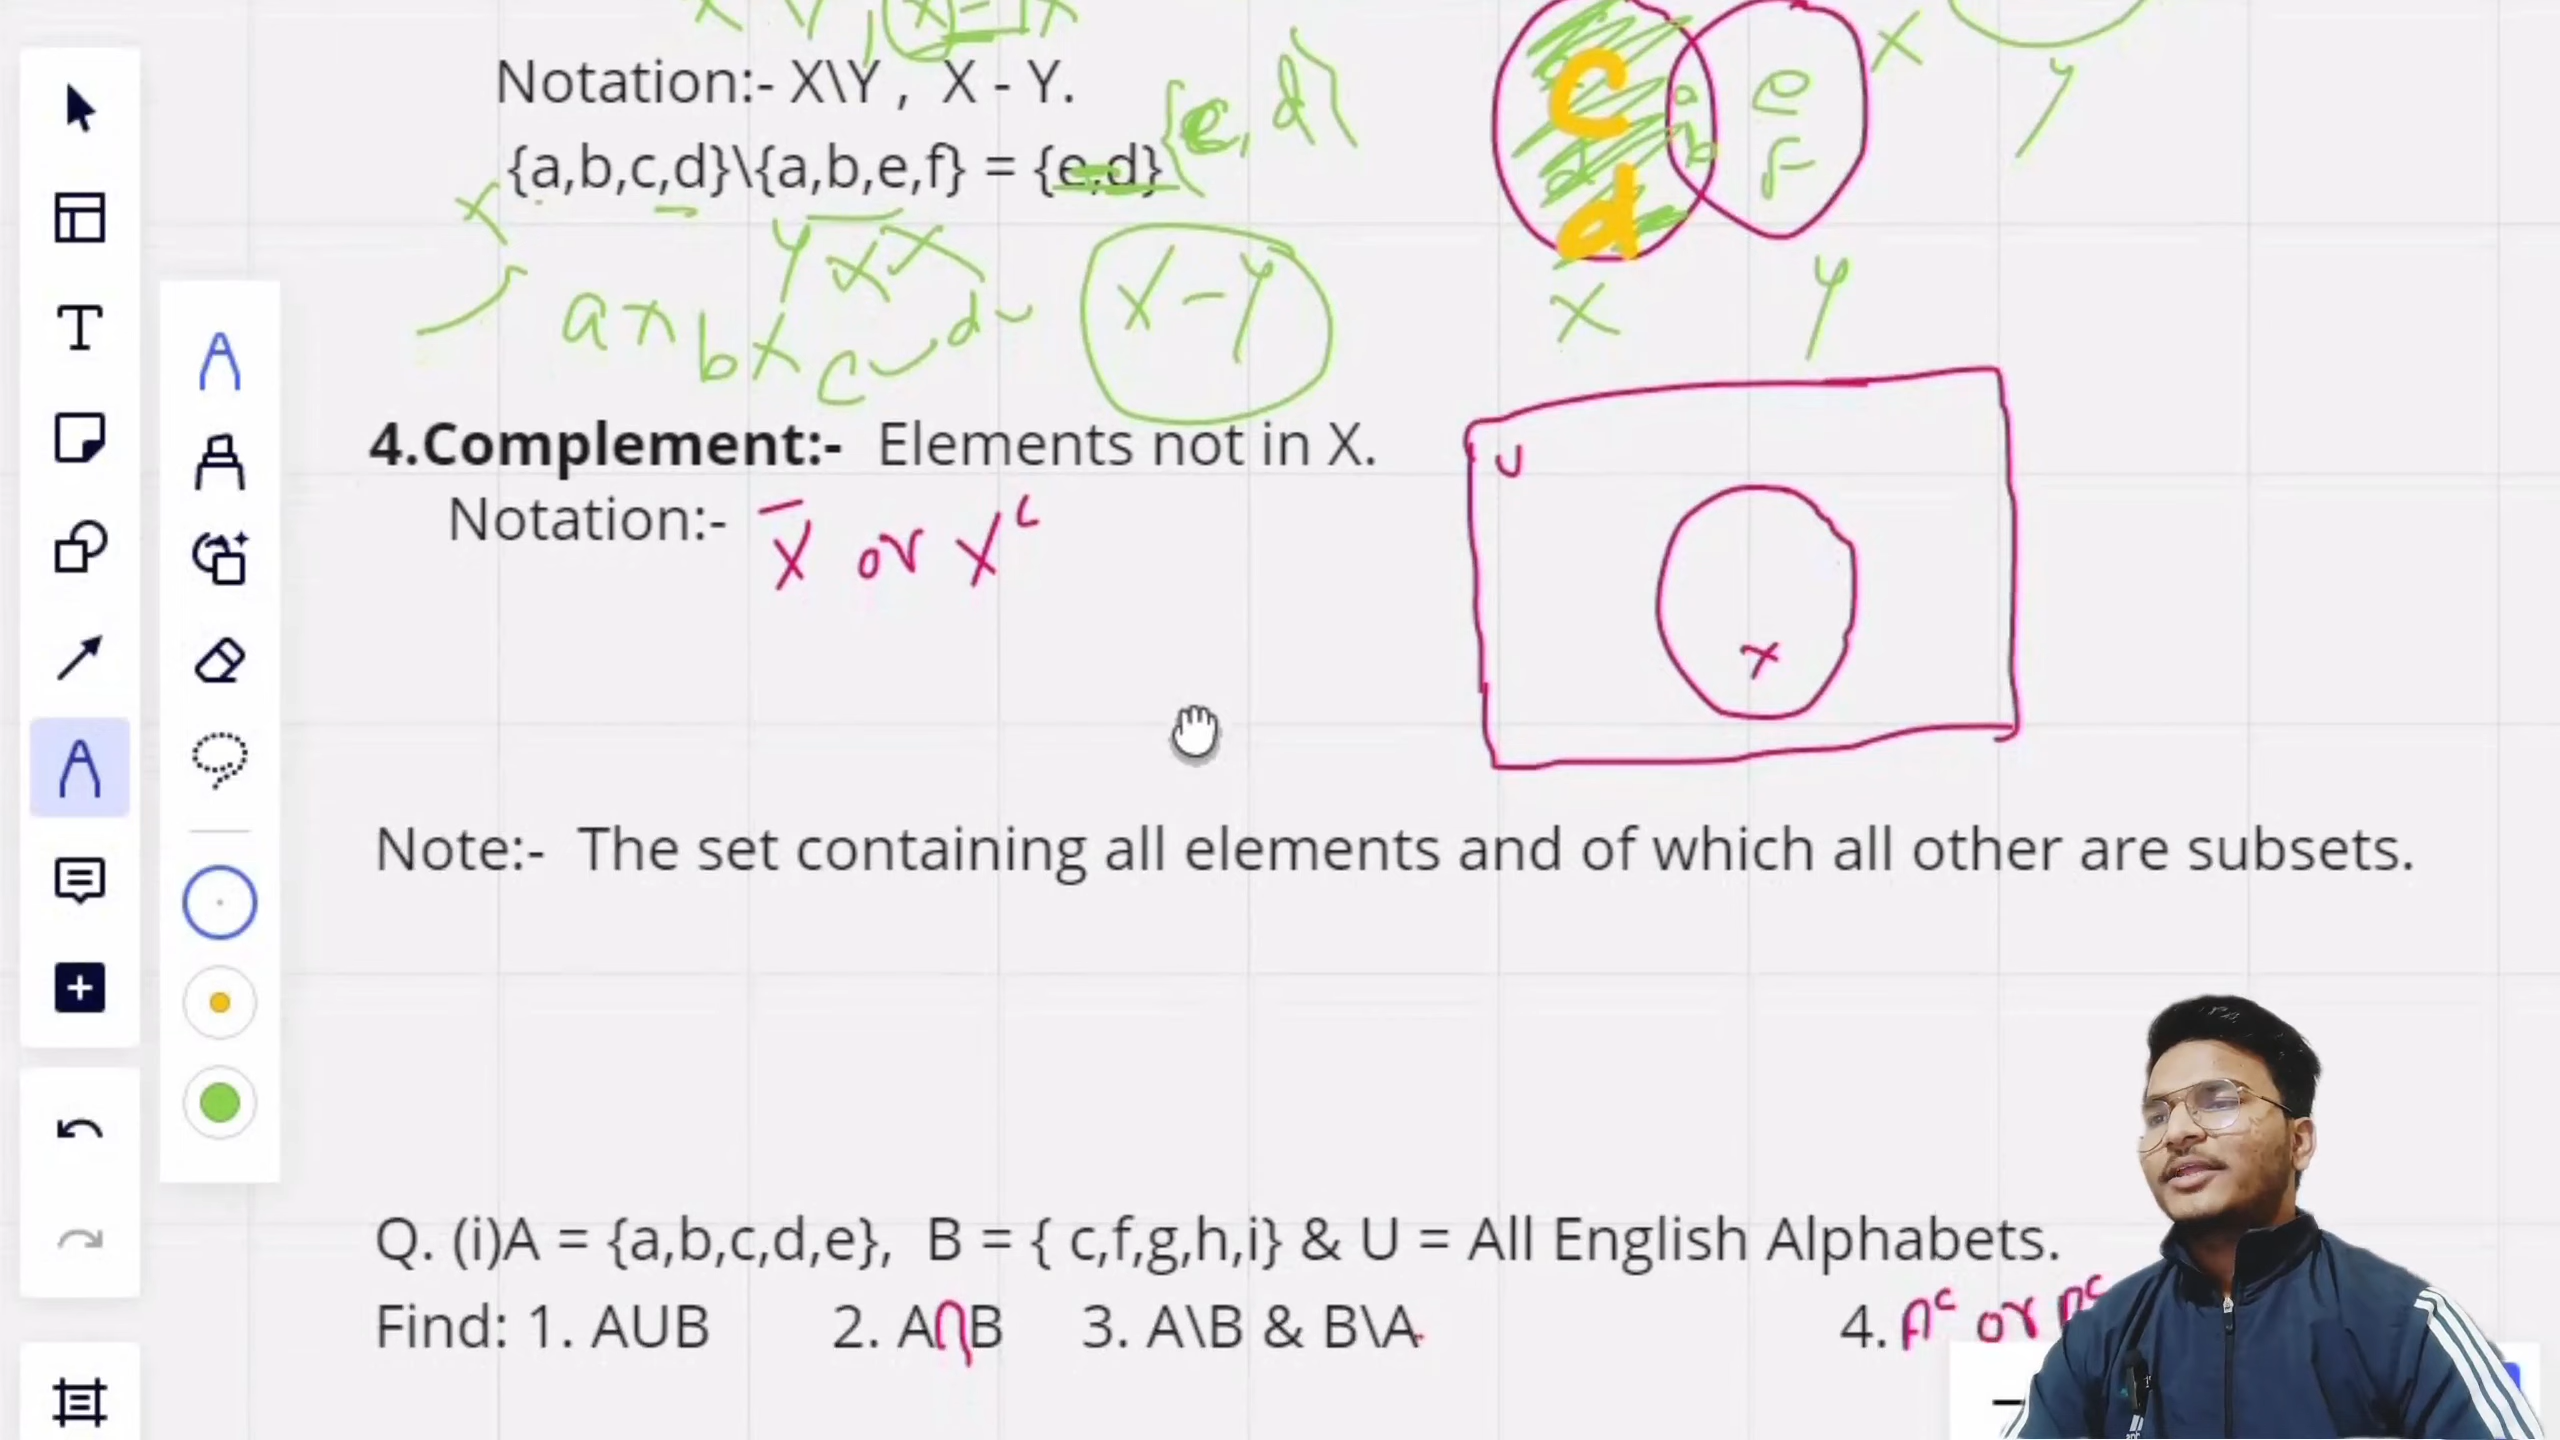 Notation:- X\Y , X - Y.
{a,b,c,d}\{a,b,e,f} = {e,d} {c, d}
X Y
a x b x c d X - Y
C d a b e f
X Y
X
Y
4.Complement:- Elements not in X.
Notation:- X̅ or Xᶜ
U
X
Note:- The set containing all elements and of which all other are subsets.
Q. (i)A = {a,b,c,d,e}, B = { c,f,g,h,i} & U = All English Alphabets.
Find: 1. AUB 2. A∩B 3. A\B & B\A 4. Aᶜ or